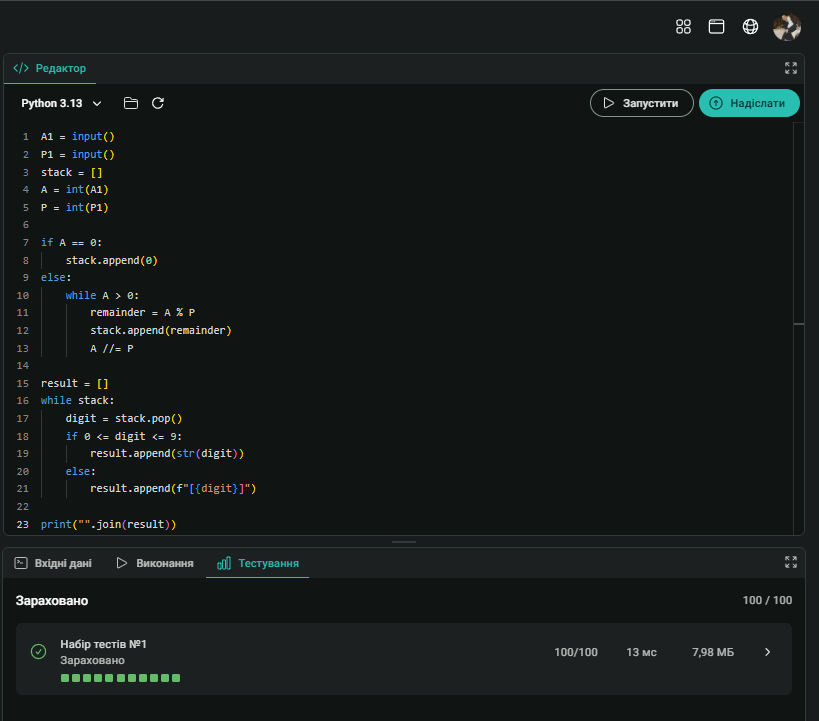 </> Редактор
Python 3.13
Запустити
Надіслати
1 A1 = input()
2 P1 = input()
3 stack = []
4 A = int(A1)
5 P = int(P1)
6
7 if A == 0:
8     stack.append(0)
9 else:
10     while A > 0:
11         remainder = A % P
12         stack.append(remainder)
13         A //= P
14
15 result = []
16 while stack:
17     digit = stack.pop()
18     if 0 <= digit <= 9:
19         result.append(str(digit))
20     else:
21         result.append(f"[{digit}]")
22
23 print("".join(result))
Вхідні дані
Виконання
Тестування
Зараховано
100 / 100
Набір тестів №1
Зараховано
100/100
13 мс
7,98 МБ